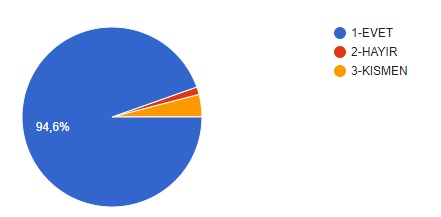 1-EVET
2-HAYIR
3-KISMEN
94,6%